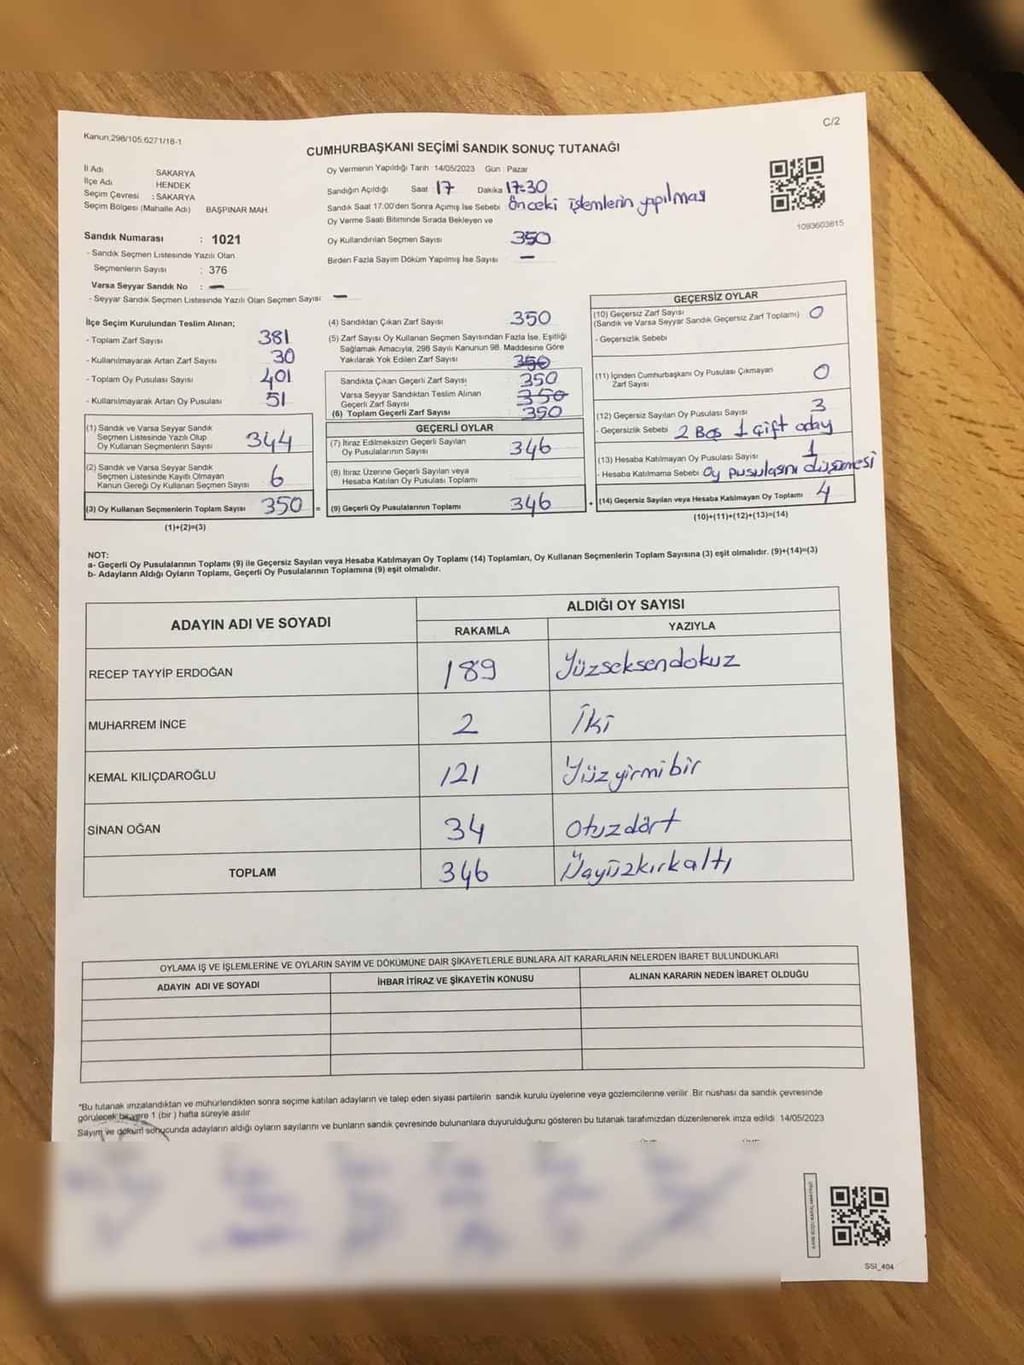 Kanun:298/105 6271/18-1
C/2
CUMHURBAŞKANI SEÇİMİ SANDIK SONUÇ TUTANAĞI
İl Adı SAKARYA
İlçe Adı : HENDEK
Seçim Çevresi : SAKARYA
Seçim Bölgesi (Mahalle Adı) BAŞPINAR MAH.
Sandık Numarası : 1021
- Sandık Seçmen Listesinde Yazılı Olan
Seçmenlerin Sayısı : 376
Varsa Seyyar Sandık No : —
- Seyyar Sandık Seçmen Listesinde Yazılı Olan Seçmen Sayısı —
Oy Vermenin Yapıldığı Tarih :14/05/2023 Gün : Pazar
Sandığın Açıldığı Saat 17 Dakika 17:30
Sandık Saat 17.00'den Sonra Açılmış İse Sebebi Önceki işlemlerin yapılması
Oy Verme Saati Bitiminde Sırada Bekleyen ve
Oy Kullandırılan Seçmen Sayısı 350
Birden Fazla Sayım Döküm Yapılmış İse Sayısı —
1093603815
İlçe Seçim Kurulundan Teslim Alınan;
- Toplam Zarf Sayısı 381
- Kullanılmayarak Artan Zarf Sayısı 30
- Toplam Oy Pusulası Sayısı 401
- Kullanılmayarak Artan Oy Pusulası 51
(1) Sandık ve Varsa Seyyar Sandık
Seçmen Listesinde Yazılı Olup
Oy Kullanan Seçmenlerin Sayısı 344
(2) Sandık ve Varsa Seyyar Sandık
Seçmen Listesinde Kayıtlı Olmayan
Kanun Gereği Oy Kullanan Seçmen Sayısı 6
(3) Oy Kullanan Seçmenlerin Toplam Sayısı 350
(1)+(2)=(3)
(4) Sandıktan Çıkan Zarf Sayısı 350
(5) Zarf Sayısı Oy Kullanan Seçmen Sayısından Fazla İse, Eşitliği
Sağlamak Amacıyla, 298 Sayılı Kanunun 98. Maddesine Göre
Yakılarak Yok Edilen Zarf Sayısı 350
Sandıkta Çıkan Geçerli Zarf Sayısı 350
Varsa Seyyar Sandıktan Teslim Alınan
Geçerli Zarf Sayısı 350
(6) Toplam Geçerli Zarf Sayısı 350
GEÇERLİ OYLAR
(7) İtiraz Edilmeksizin Geçerli Sayılan
Oy Pusulasının Sayısı 346
(8) İtiraz Üzerine Geçerli Sayılan veya
Hesaba Katılan Oy Pusulası Toplamı
= (9) Geçerli Oy Pusulalarının Toplamı 346 +
GEÇERSİZ OYLAR
(10) Geçersiz Zarf Sayısı
(Sandık ve Varsa Seyyar Sandık Geçersiz Zarf Toplamı) 0
- Geçersizlik Sebebi
(11) İçinden Cumhurbaşkanı Oy Pusulası Çıkmayan
Zarf Sayısı 0
(12) Geçersiz Sayılan Oy Pusulası Sayısı 3
- Geçersizlik Sebebi 2 Boş 1 Çift oday
(13) Hesaba Katılmayan Oy Pusulası Sayısı 1
- Hesaba Katılmama Sebebi Oy pusulasını düşümesi
(14) Geçersiz Sayılan veya Hesaba Katılmayan Oy Toplamı 4
(10)+(11)+(12)+(13)=(14)
NOT:
a- Geçerli Oy Pusulalarının Toplamı (9) ile Geçersiz Sayılan veya Hesaba Katılmayan Oy Toplamı (14) Toplamları, Oy Kullanan Seçmenlerin Toplam Sayısına (3) eşit olmalıdır. (9)+(14)=(3)
b- Adayların Aldığı Oyların Toplamı, Geçerli Oy Pusulalarının Toplamına (9) eşit olmalıdır.
ADAYIN ADI VE SOYADI ALDIĞI OY SAYISI
RAKAMLA YAZIYLA
RECEP TAYYİP ERDOĞAN 189 Yüzseksendokuz
MUHARREM İNCE 2 İki
KEMAL KILIÇDAROĞLU 121 Yüzyirmibir
SİNAN OĞAN 34 Otuzdört
TOPLAM 346 Üçyüzkırkaltı
OYLAMA İŞ VE İŞLEMLERİNE VE OYLARIN SAYIM VE DÖKÜMÜNE DAİR ŞİKAYETLERLE BUNLARA AİT KARARLARIN NELERDEN İBARET BULUNDUKLARI
ADAYIN ADI VE SOYADI İHBAR İTİRAZ VE ŞİKAYETİN KONUSU ALINAN KARARIN NEDEN İBARET OLDUĞU
*Bu tutanak imzalandıktan ve mühürlendikten sonra seçime katılan adayların ve talep eden siyasi partilerin sandık kurulu üyelerine veya gözlemcilerine verilir. Bir nüshası da sandık çevresinde
görülecek bir yere 1 (bir ) hafta süreyle asılır
Sayım ve döküm sonucunda adayların aldığı oyların sayılarını ve bunların sandık çevresinde bulunanlara duyurulduğunu gösteren bu tutanak tarafımızdan düzenlenerek imza edildi. 14/05/2023
SSI_404